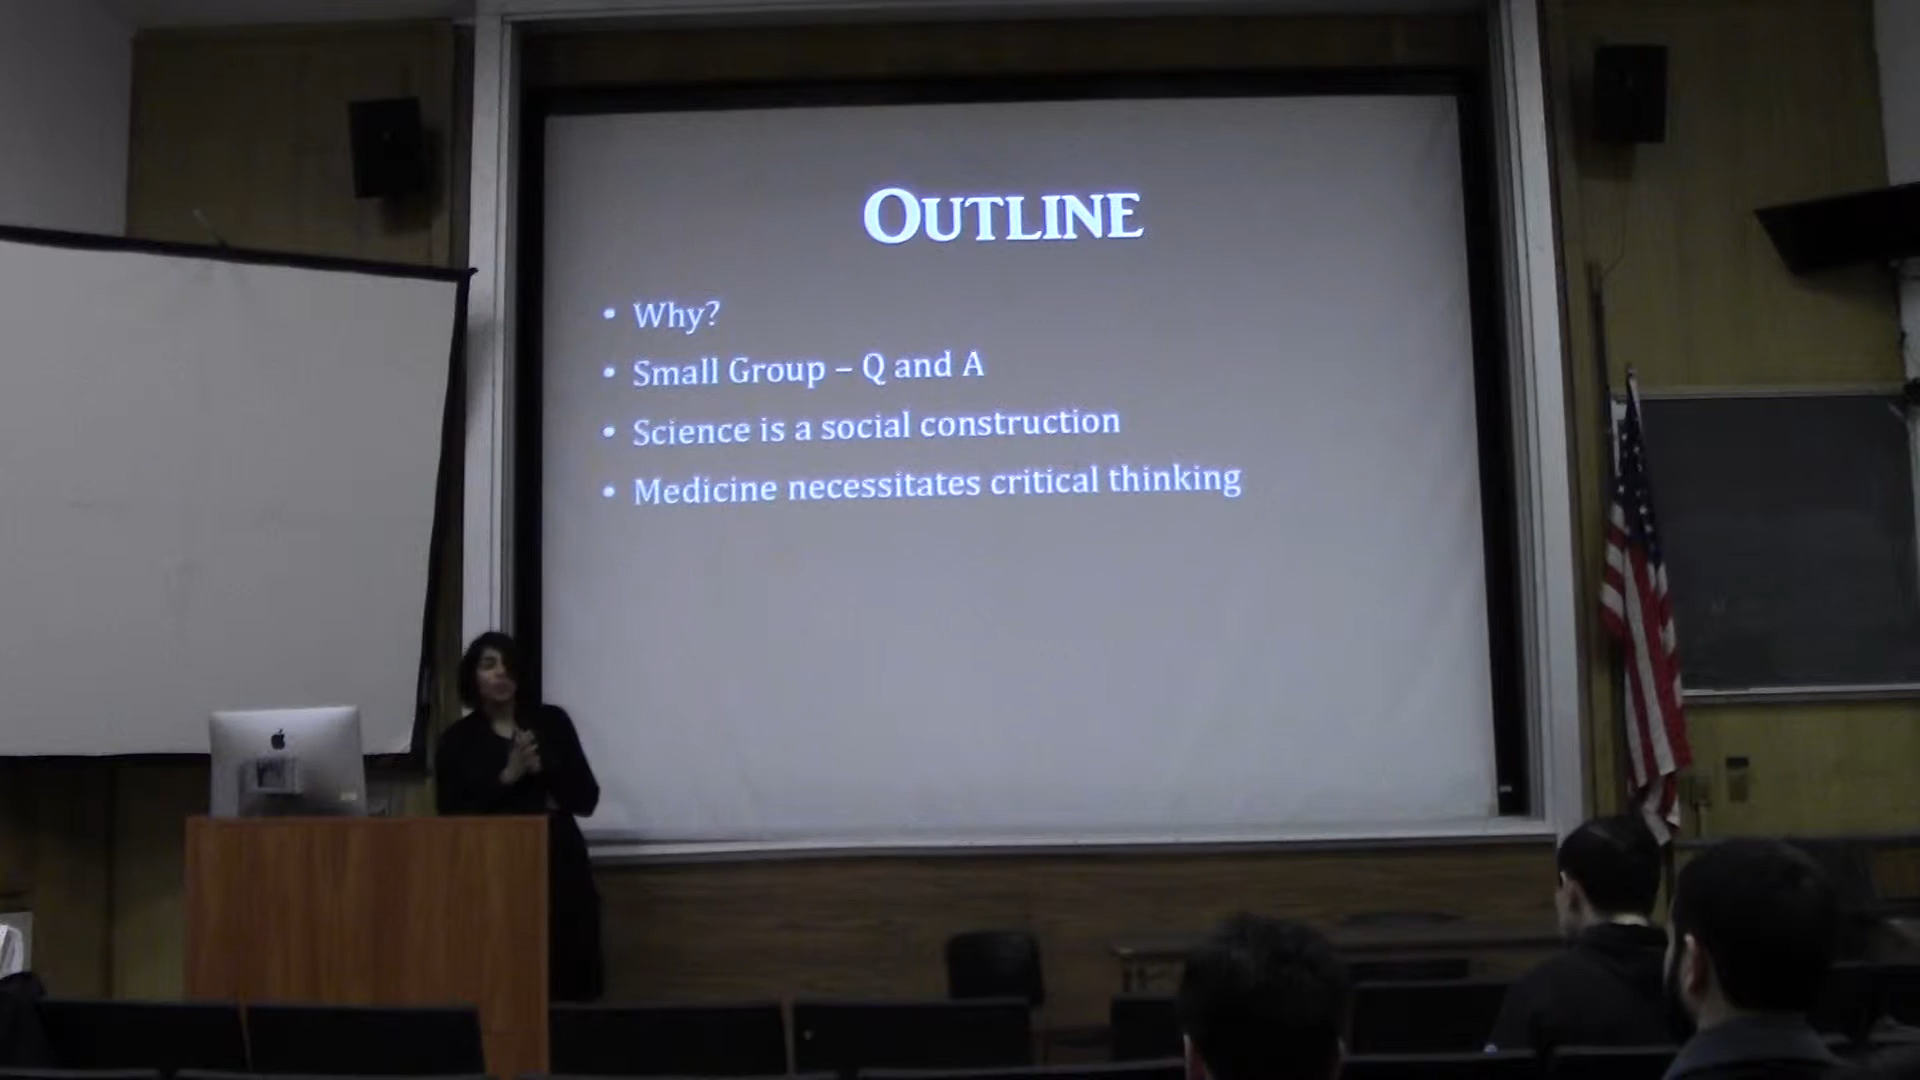 OUTLINE
• Why?
• Small Group – Q and A
• Science is a social construction
• Medicine necessitates critical thinking